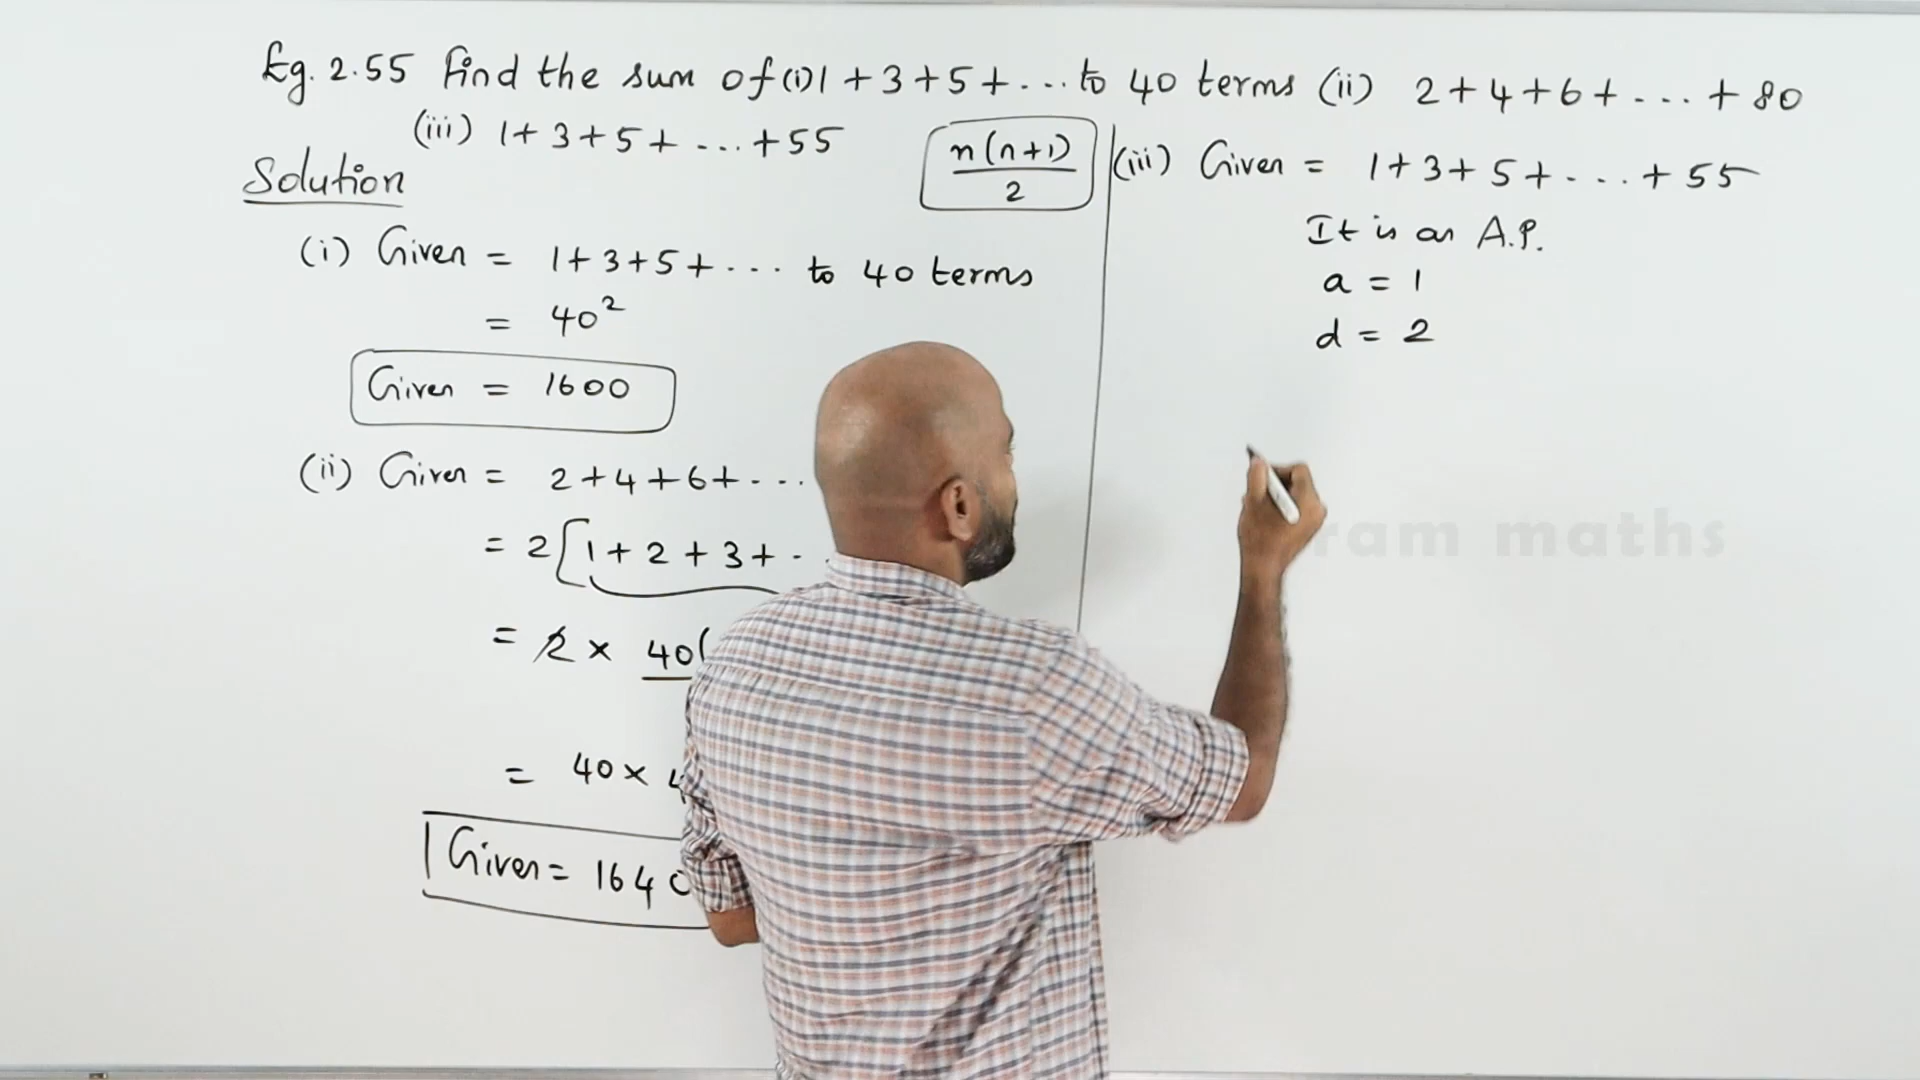 Eg. 2.55 Find the sum of (i) 1 + 3 + 5 + ... to 40 terms (ii) 2 + 4 + 6 + ... + 80
(iii) 1 + 3 + 5 + ... + 55
Solution
n(n+1)
2
(i) Given = 1 + 3 + 5 + ... to 40 terms
= 40²
Given = 1600
(ii) Given = 2 + 4 + 6 + ...
= 2[1 + 2 + 3 + ..
= 2 × 40(
= 40 × 4
Given = 1640
(iii) Given = 1 + 3 + 5 + ... + 55
It is an A.P.
a = 1
d = 2
ram maths